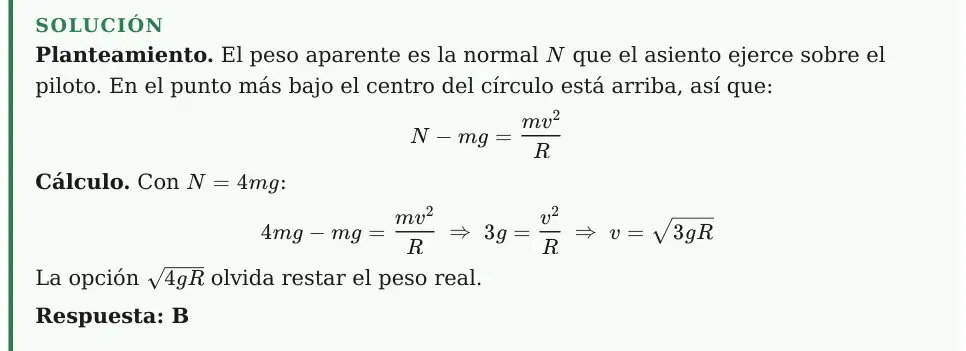 SOLUCIÓN
Planteamiento. El peso aparente es la normal N que el asiento ejerce sobre el
piloto. En el punto más bajo el centro del círculo está arriba, así que:
N − mg = mv²/R
Cálculo. Con N = 4mg:
4mg − mg = mv²/R ⇒ 3g = v²/R ⇒ v = √3gR
La opción √4gR olvida restar el peso real.
Respuesta: B